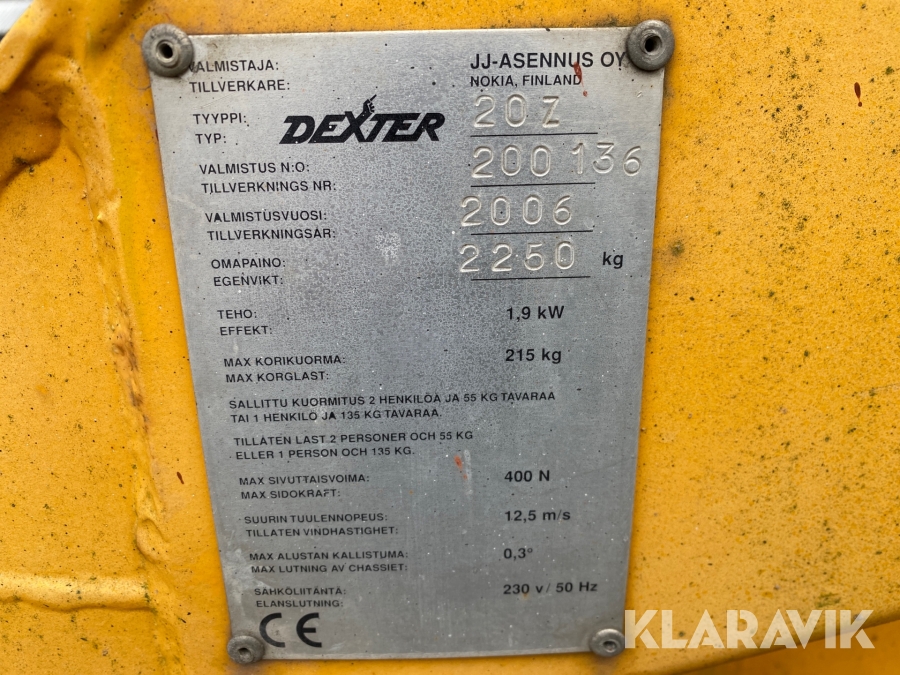 VALMISTAJA: JJ-ASENNUS OY
TILLVERKARE: NOKIA, FINLAND
TYYPPI: DEXTER 20Z
TYP:
VALMISTUS N:O: 200136
TILLVERKNINGS NR:
VALMISTUSVUOSI: 2006
TILLVERKNINGSÅR:
OMAPAINO: 2250 kg
EGENVIKT:
TEHO: 1,9 kW
EFFEKT:
MAX KORIKUORMA: 215 kg
MAX KORGLAST:
SALLITTU KUORMITUS 2 HENKILÖÄ JA 55 KG TAVARAA
TAI 1 HENKILÖ JA 135 KG TAVARAA.
TILLÅTEN LAST 2 PERSONER OCH 55 KG
ELLER 1 PERSON OCH 135 KG.
MAX SIVUTTAISVOIMA: 400 N
MAX SIDOKRAFT:
SUURIN TUULENNOPEUS: 12,5 m/s
TILLÅTEN VINDHASTIGHET:
MAX ALUSTAN KALLISTUMA: 0,3°
MAX LUTNING AV CHASSIET:
SÄHKÖLIITÄNTÄ: 230 v/ 50 Hz
ELANSLUTNING:
CE
KLARAVIK